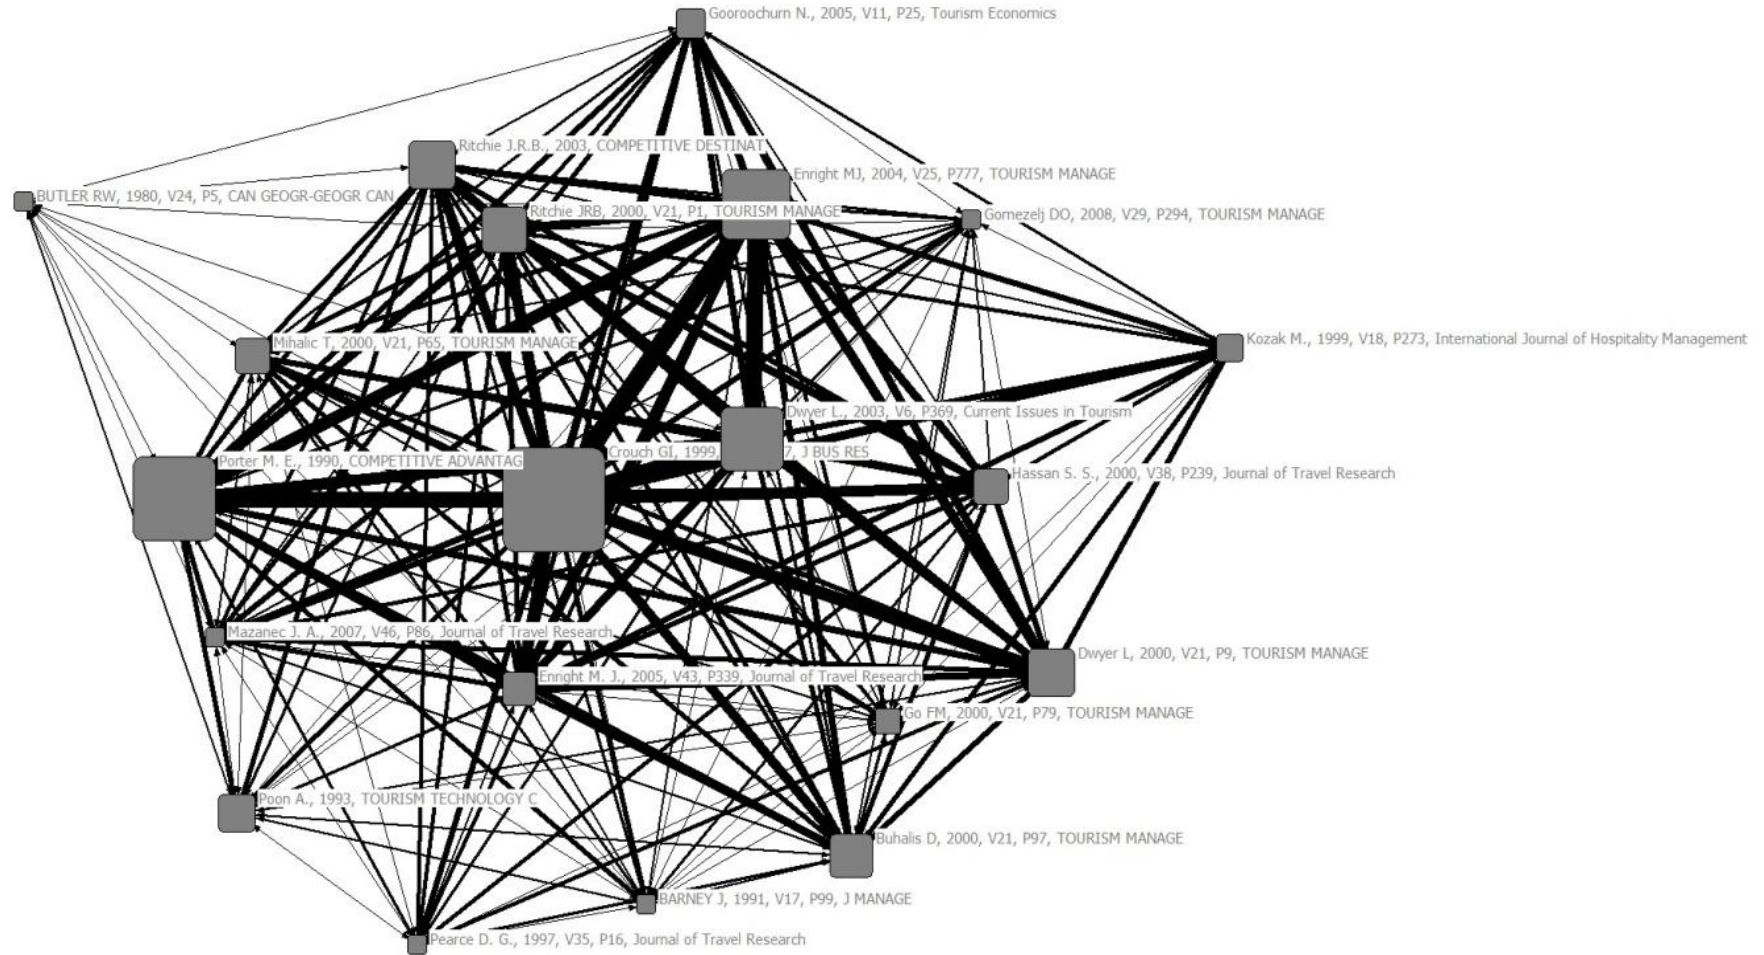 Gooroochurn N., 2005, V11, P25, Tourism Economics
Ritchie J.R.B., 2003, COMPETITIVE DESTINAT
Enright MJ, 2004, V25, P777, TOURISM MANAGE
BUTLER RW, 1980, V24, P5, CAN GEOGR-GEOGR CAN
Ritchie JRB, 2000, V21, P1, TOURISM MANAGE
Gomezelj DO, 2008, V29, P294, TOURISM MANAGE
Kozak M., 1999, V18, P273, International Journal of Hospitality Management
Mihalic T, 2000, V21, P65, TOURISM MANAGE
Dwyer L., 2003, V6, P369, Current Issues in Tourism
Crouch GI, 1999, 7, J BUS RES
Porter M. E., 1990, COMPETITIVE ADVANTAG
Hassan S. S., 2000, V38, P239, Journal of Travel Research
Mazanec J. A., 2007, V46, P86, Journal of Travel Research
Dwyer L, 2000, V21, P9, TOURISM MANAGE
Enright M. J., 2005, V43, P339, Journal of Travel Research
Go FM, 2000, V21, P79, TOURISM MANAGE
Poon A., 1993, TOURISM TECHNOLOGY C
Buhalis D, 2000, V21, P97, TOURISM MANAGE
BARNEY J, 1991, V17, P99, J MANAGE
Pearce D. G., 1997, V35, P16, Journal of Travel Research